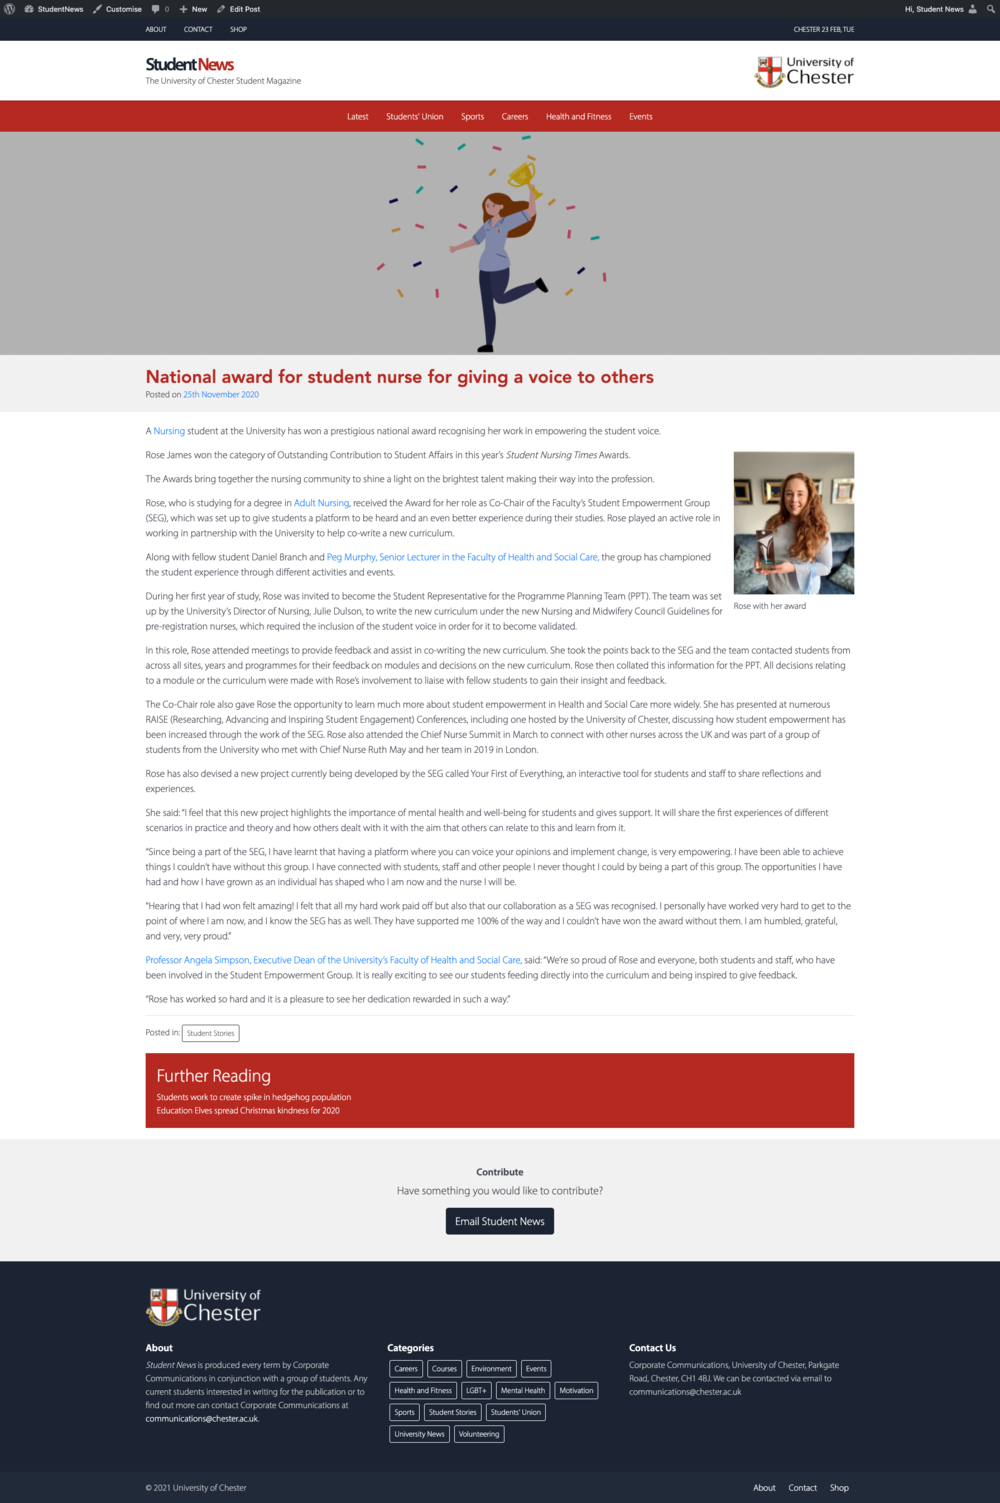 StudentNews Customise 0 New Edit Post Hi, Student News
ABOUT CONTACT SHOP CHESTER 23 FEB, TUE
StudentNews
The University of Chester Student Magazine
University of
Chester
Latest Students' Union Sports Careers Health and Fitness Events
National award for student nurse for giving a voice to others
Posted on 25th November 2020
A Nursing student at the University has won a prestigious national award recognising her work in empowering the student voice.
Rose James won the category of Outstanding Contribution to Student Affairs in this year's Student Nursing Times Awards.
The Awards bring together the nursing community to shine a light on the brightest talent making their way into the profession.
Rose, who is studying for a degree in Adult Nursing, received the Award for her role as Co-Chair of the Faculty's Student Empowerment Group
(SEG), which was set up to give students a platform to be heard and an even better experience during their studies. Rose played an active role in
working in partnership with the University to help co-write a new curriculum.
Along with fellow student Daniel Branch and Peg Murphy, Senior Lecturer in the Faculty of Health and Social Care, the group has championed
the student experience through different activities and events.
During her first year of study, Rose was invited to become the Student Representative for the Programme Planning Team (PPT). The team was set
up by the University's Director of Nursing, Julie Dulson, to write the new curriculum under the new Nursing and Midwifery Council Guidelines for
pre-registration nurses, which required the inclusion of the student voice in order for it to become validated.
Rose with her award
In this role, Rose attended meetings to provide feedback and assist in co-writing the new curriculum. She took the points back to the SEG and the team contacted students from
across all sites, years and programmes for their feedback on modules and decisions on the new curriculum. Rose then collated this information for the PPT. All decisions relating
to a module or the curriculum were made with Rose's involvement to liaise with fellow students to gain their insight and feedback.
The Co-Chair role also gave Rose the opportunity to learn much more about student empowerment in Health and Social Care more widely. She has presented at numerous
RAISE (Researching, Advancing and Inspiring Student Engagement) Conferences, including one hosted by the University of Chester, discussing how student empowerment has
been increased through the work of the SEG. Rose also attended the Chief Nurse Summit in March to connect with other nurses across the UK and was part of a group of
students from the University who met with Chief Nurse Ruth May and her team in 2019 in London.
Rose has also devised a new project currently being developed by the SEG called Your First of Everything, an interactive tool for students and staff to share reflections and
experiences.
She said: "I feel that this new project highlights the importance of mental health and well-being for students and gives support. It will share the first experiences of different
scenarios in practice and theory and how others dealt with it with the aim that others can relate to this and learn from it.
"Since being a part of the SEG, I have learnt that having a platform where you can voice your opinions and implement change, is very empowering. I have been able to achieve
things I couldn't have without this group. I have connected with students, staff and other people I never thought I could by being a part of this group. The opportunities I have
had and how I have grown as an individual has shaped who I am now and the nurse I will be.
"Hearing that I had won felt amazing! I felt that all my hard work paid off but also that our collaboration as a SEG was recognised. I personally have worked very hard to get to the
point of where I am now, and I know the SEG has as well. They have supported me 100% of the way and I couldn't have won the award without them. I am humbled, grateful,
and very, very proud."
Professor Angela Simpson, Executive Dean of the University's Faculty of Health and Social Care, said: "We're so proud of Rose and everyone, both students and staff, who have
been involved in the Student Empowerment Group. It is really exciting to see our students feeding directly into the curriculum and being inspired to give feedback.
"Rose has worked so hard and it is a pleasure to see her dedication rewarded in such a way."
Posted in: Student Stories
Further Reading
Students work to create spike in hedgehog population
Education Elves spread Christmas kindness for 2020
Contribute
Have something you would like to contribute?
Email Student News
University of
Chester
About
Student News is produced every term by Corporate
Communications in conjunction with a group of students. Any
current students interested in writing for the publication or to
find out more can contact Corporate Communications at
communications@chester.ac.uk.
Categories
Careers Courses Environment Events
Health and Fitness LGBT+ Mental Health Motivation
Sports Student Stories Students' Union
University News Volunteering
Contact Us
Corporate Communications, University of Chester, Parkgate
Road, Chester, CH1 4BJ. We can be contacted via email to
communications@chester.ac.uk
© 2021 University of Chester About Contact Shop